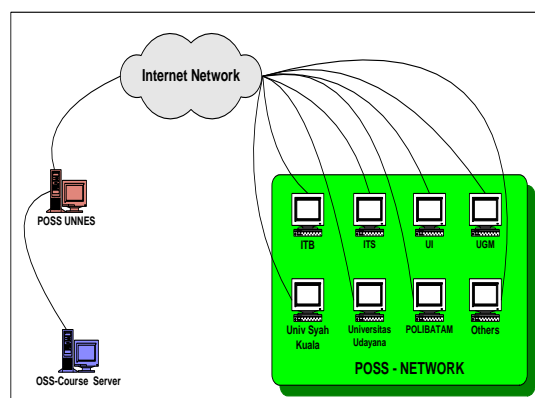 Internet Network
POSS UNNES
OSS-Course Server
ITB
ITS
UI
UGM
Univ Syah
Kuala
Universitas
Udayana
POLIBATAM
Others
POSS - NETWORK